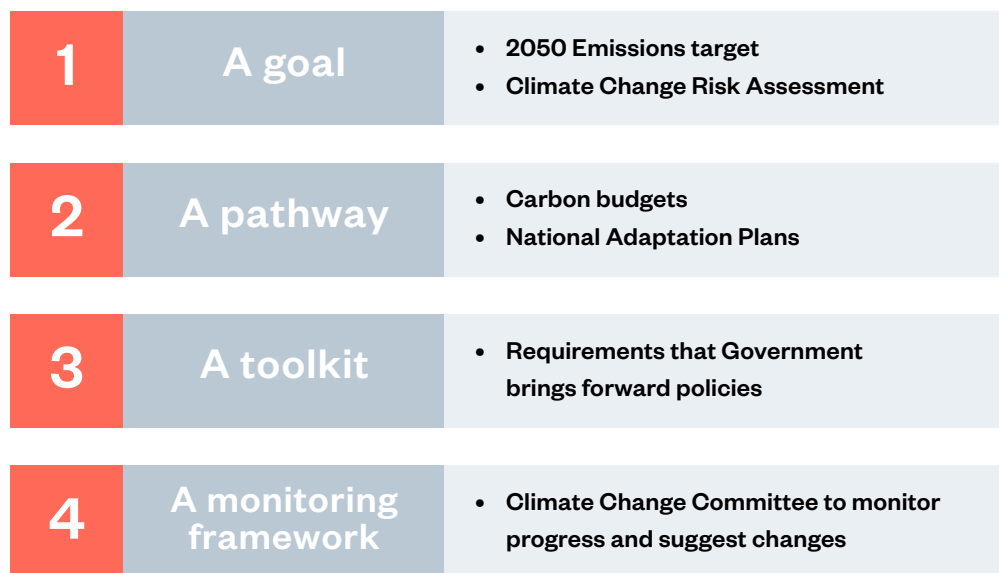 1
A goal
• 2050 Emissions target
• Climate Change Risk Assessment
2
A pathway
• Carbon budgets
• National Adaptation Plans
3
A toolkit
• Requirements that Government
brings forward policies
4
A monitoring
framework
• Climate Change Committee to monitor
progress and suggest changes